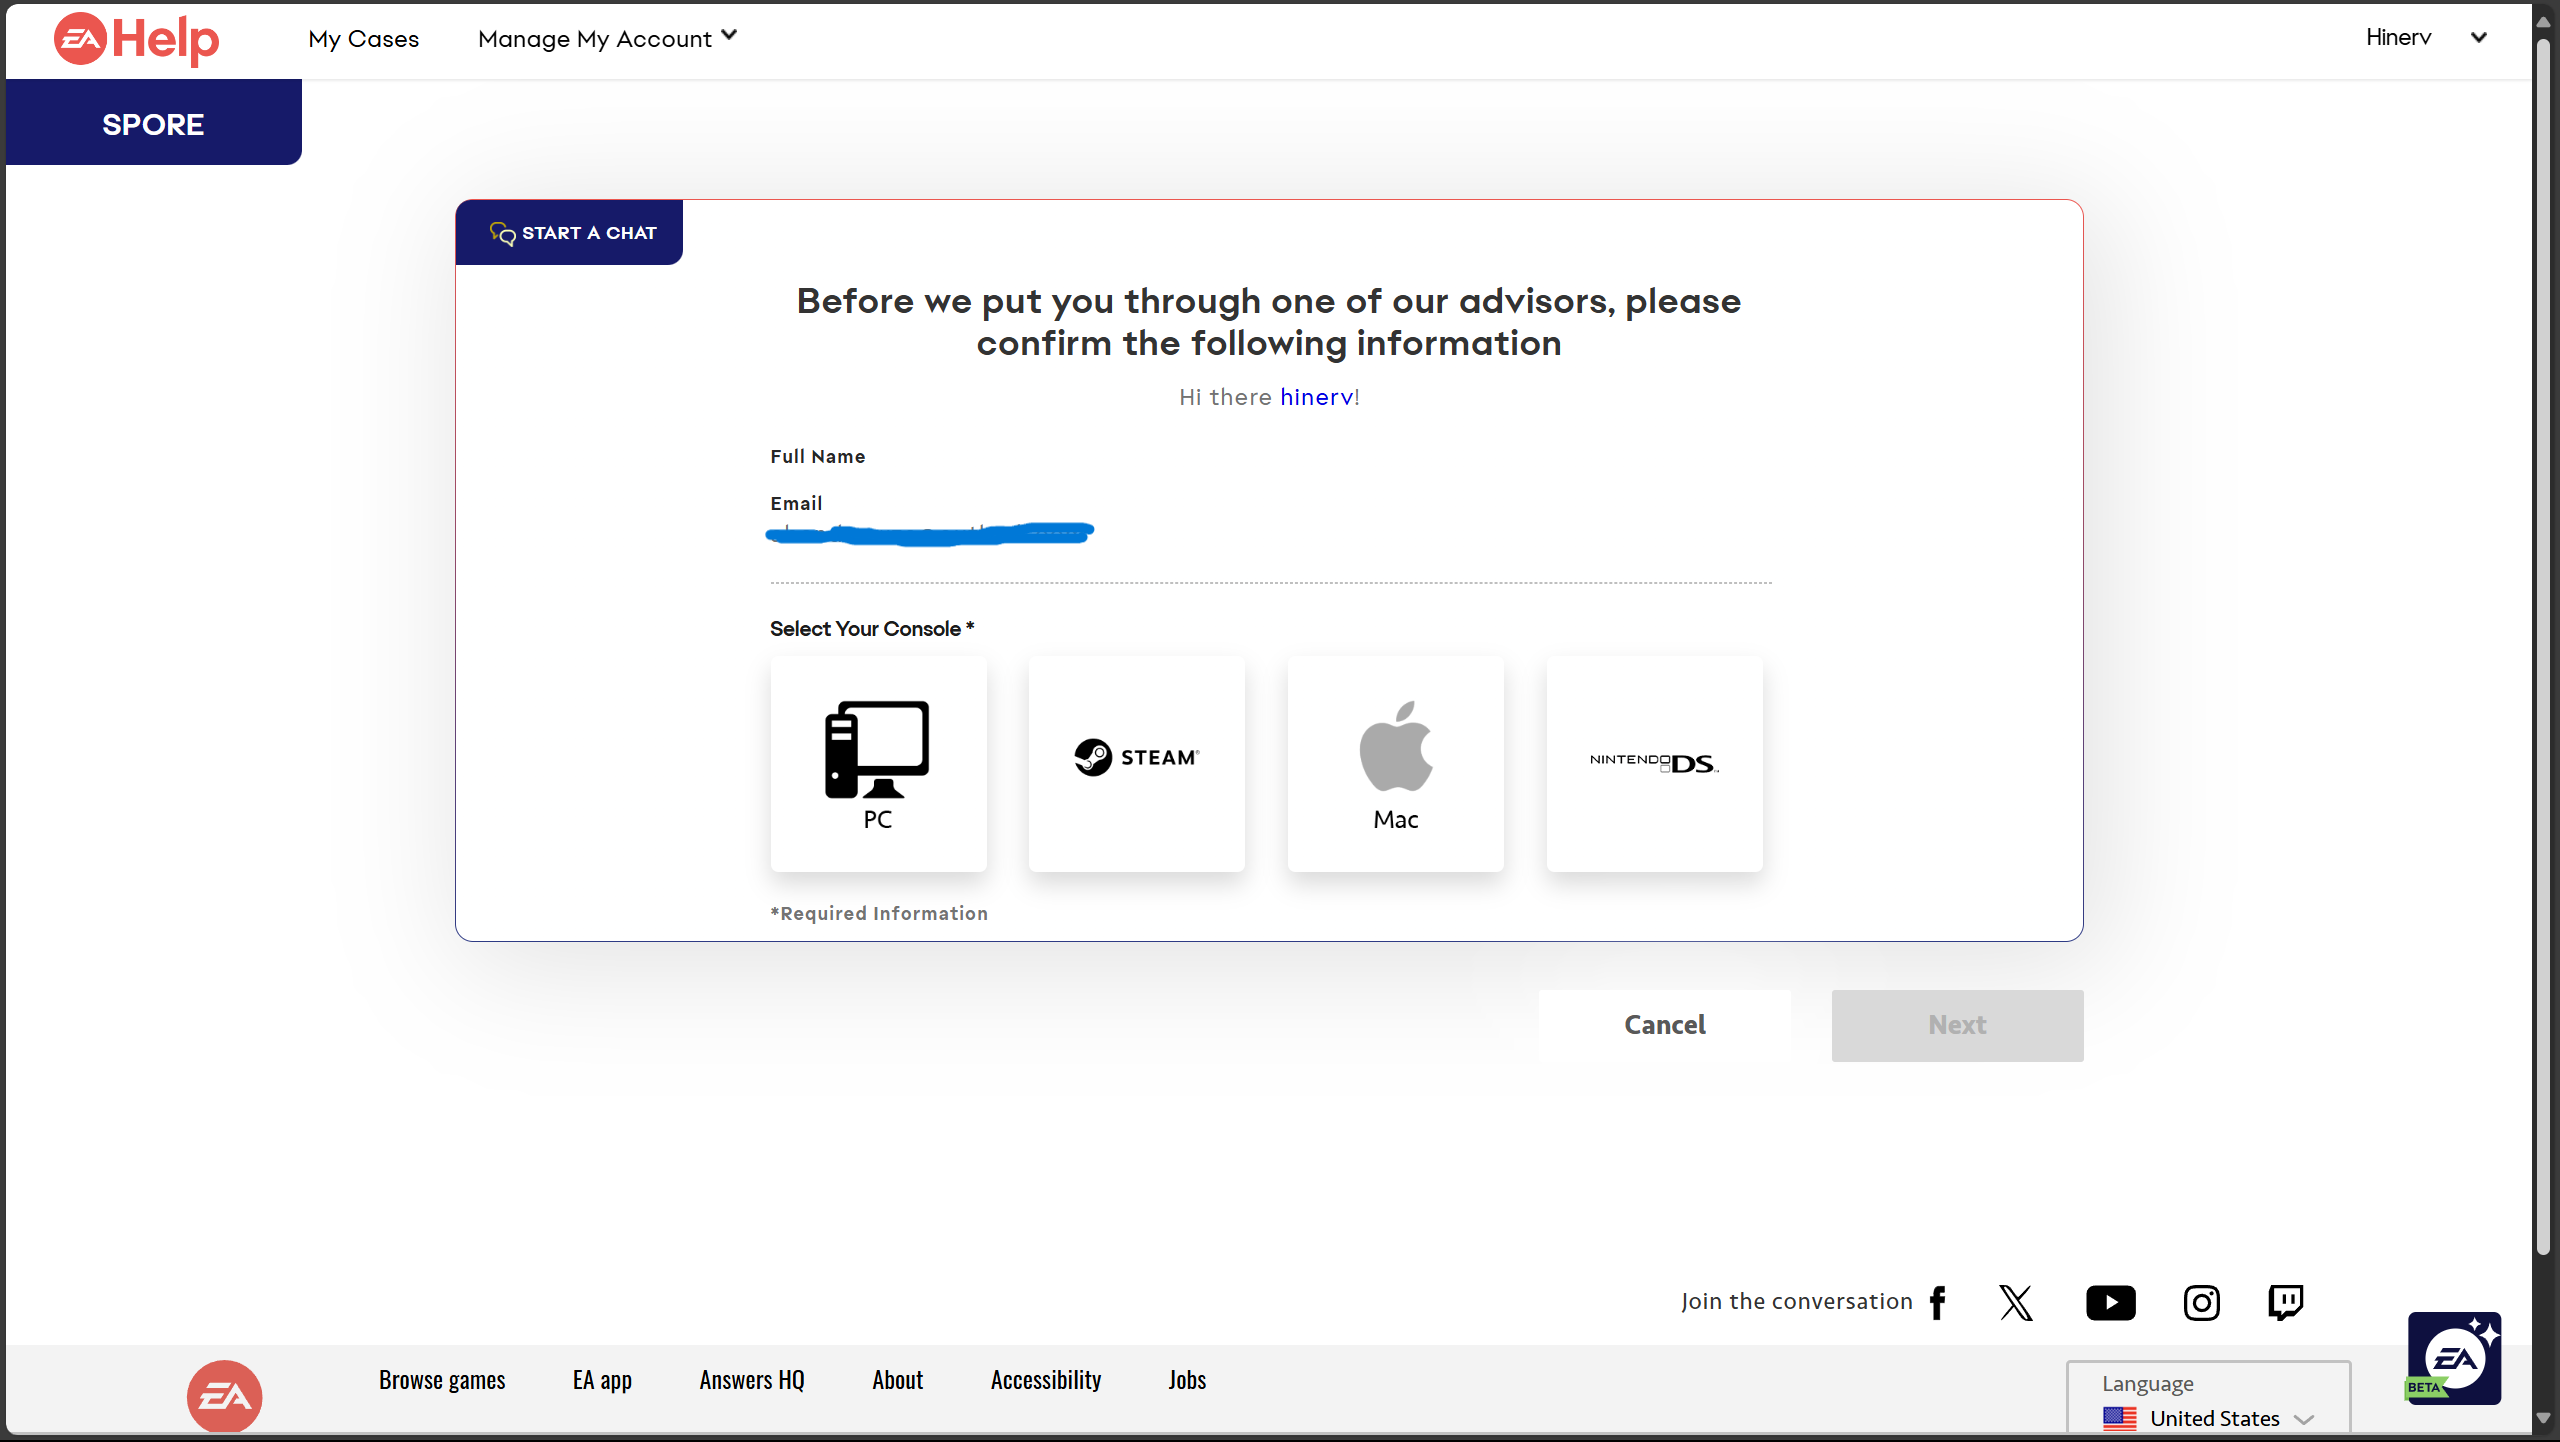 EA Help
My Cases
Manage My Account
Hinerv
SPORE
START A CHAT
Before we put you through one of our advisors, please
confirm the following information
Hi there hinerv!
Full Name
Email
Select Your Console *
PC
STEAM
Mac
NINTENDO DS
*Required Information
Cancel
Next
Join the conversation
EA
BETA
EA
Browse games
EA app
Answers HQ
About
Accessibility
Jobs
Language
United States